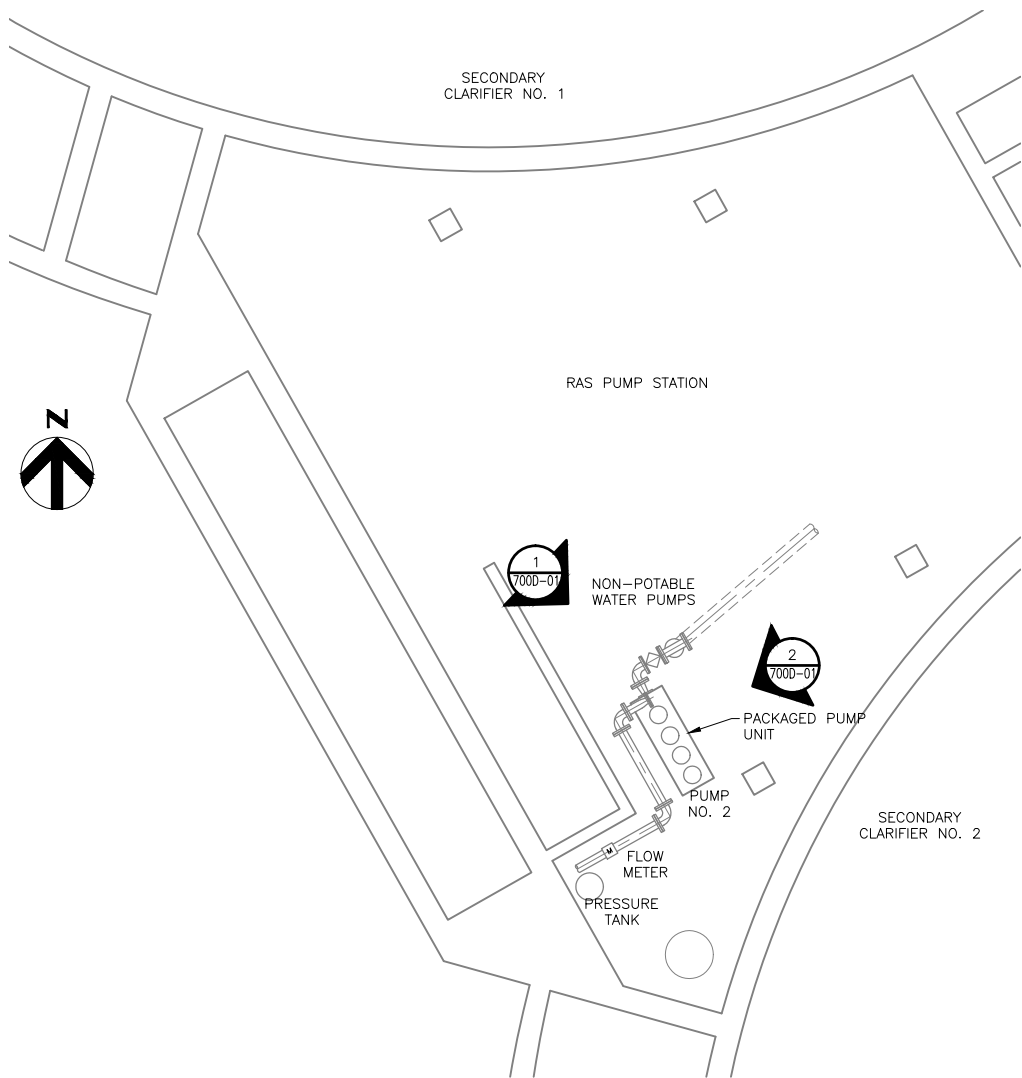 SECONDARY
CLARIFIER NO. 1
RAS PUMP STATION
N
1
700D-01
NON-POTABLE
WATER PUMPS
2
700D-01
PACKAGED PUMP
UNIT
PUMP
NO. 2
SECONDARY
CLARIFIER NO. 2
M
FLOW
METER
PRESSURE
TANK